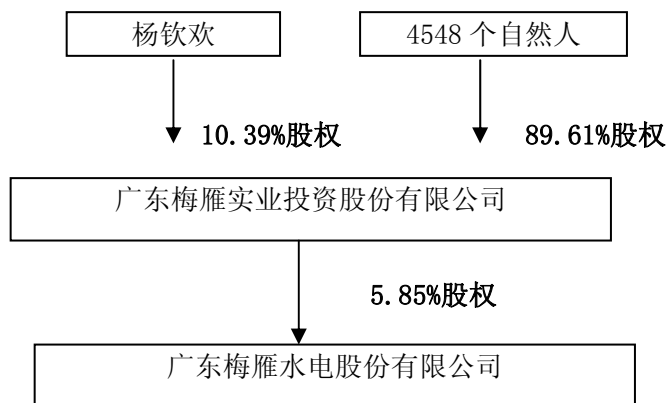 杨钦欢
4548 个自然人
10.39%股权
89.61%股权
广东梅雁实业投资股份有限公司
5.85%股权
广东梅雁水电股份有限公司